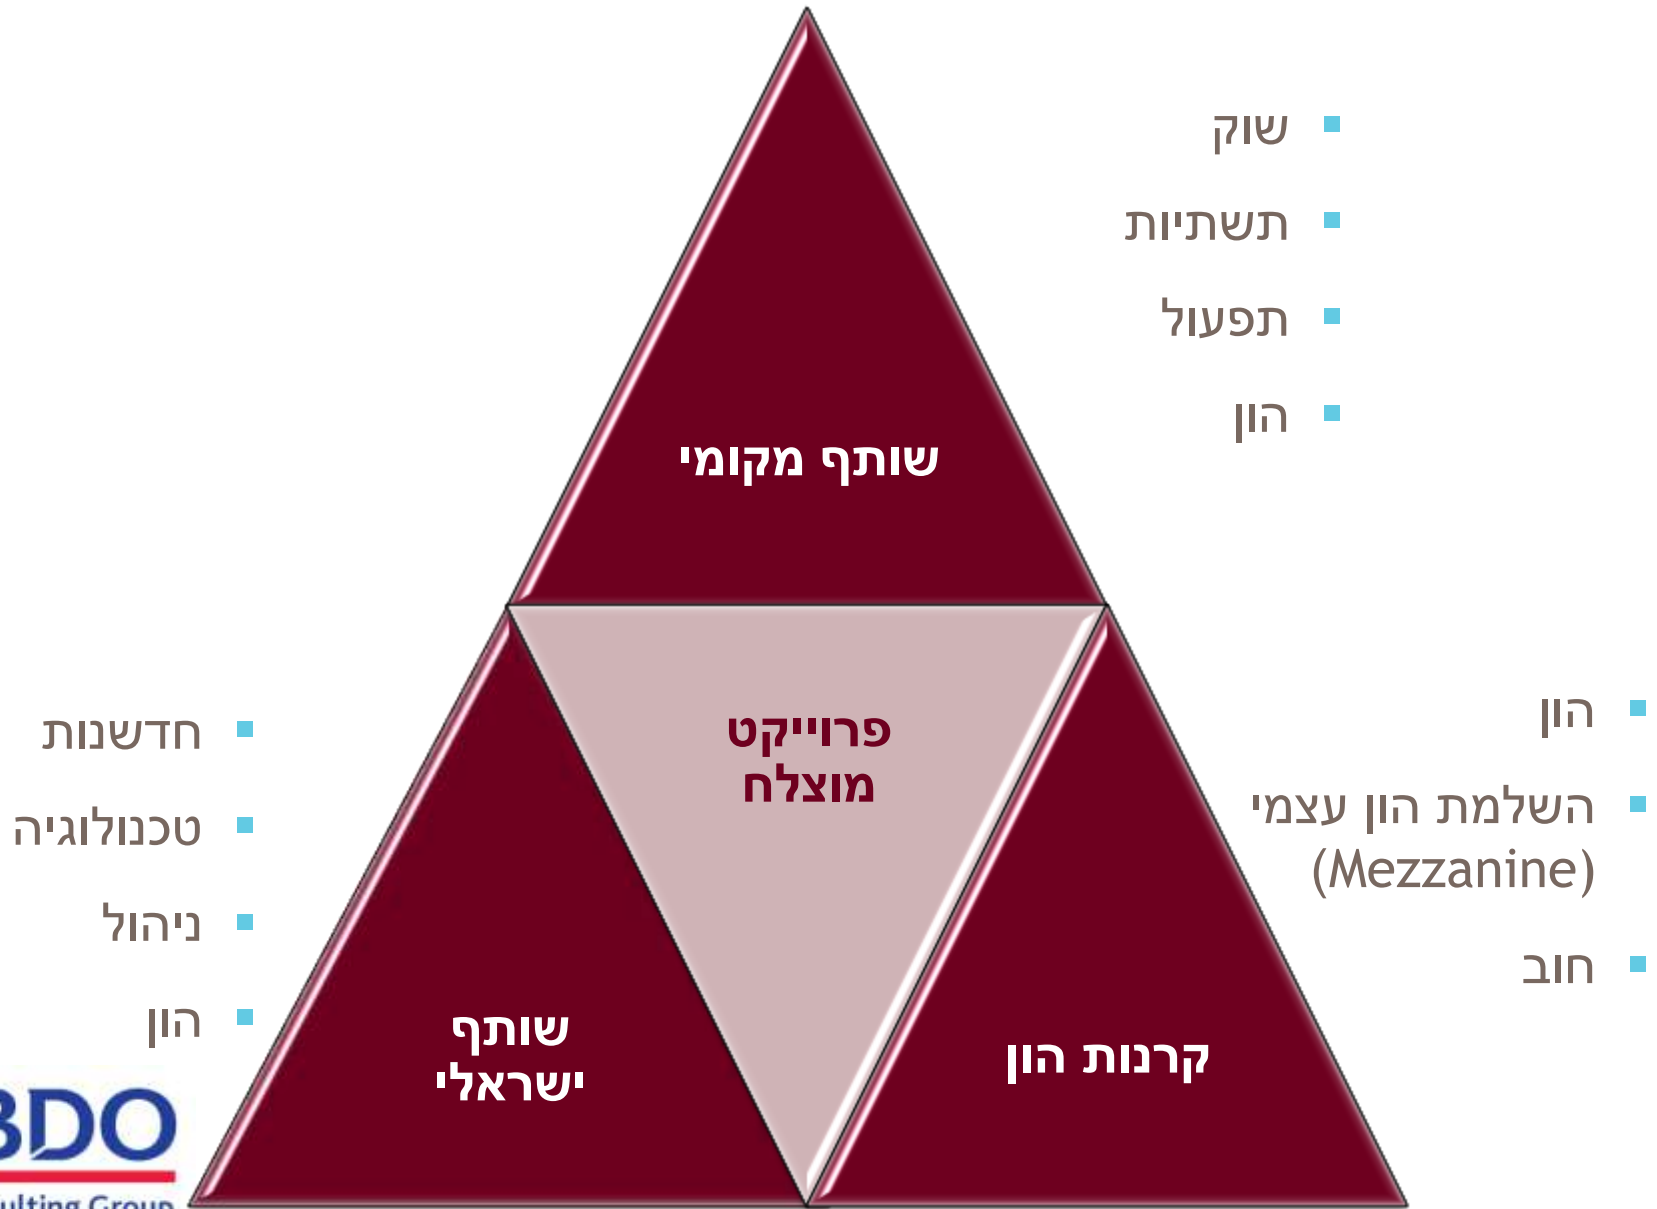 שוק
תשתיות
תפעול
הון
שותף מקומי
פרוייקט
מוצלח
הון
השלמת הון עצמי
(Mezzanine)
חוב
קרנות הון
חדשנות
טכנולוגיה
ניהול
הון
שותף
ישראלי
BDO
Group